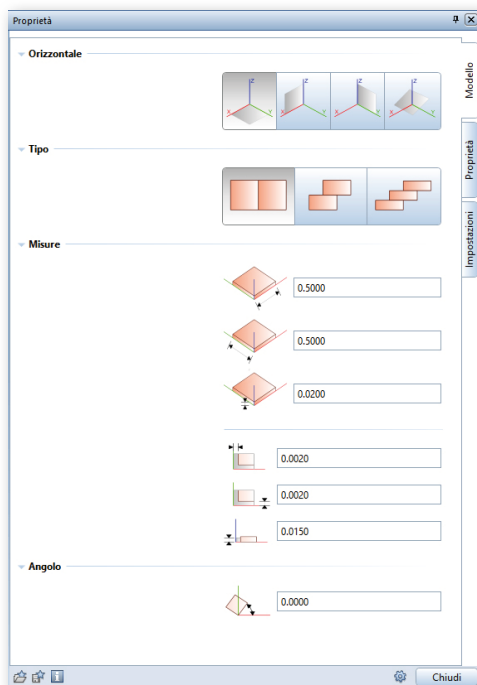 Proprietà
Orizzontale
Modello
Tipo
Proprietà
Impostazioni
Misure
0.5000
0.5000
0.0200
0.0020
0.0020
0.0150
Angolo
0.0000
Chiudi